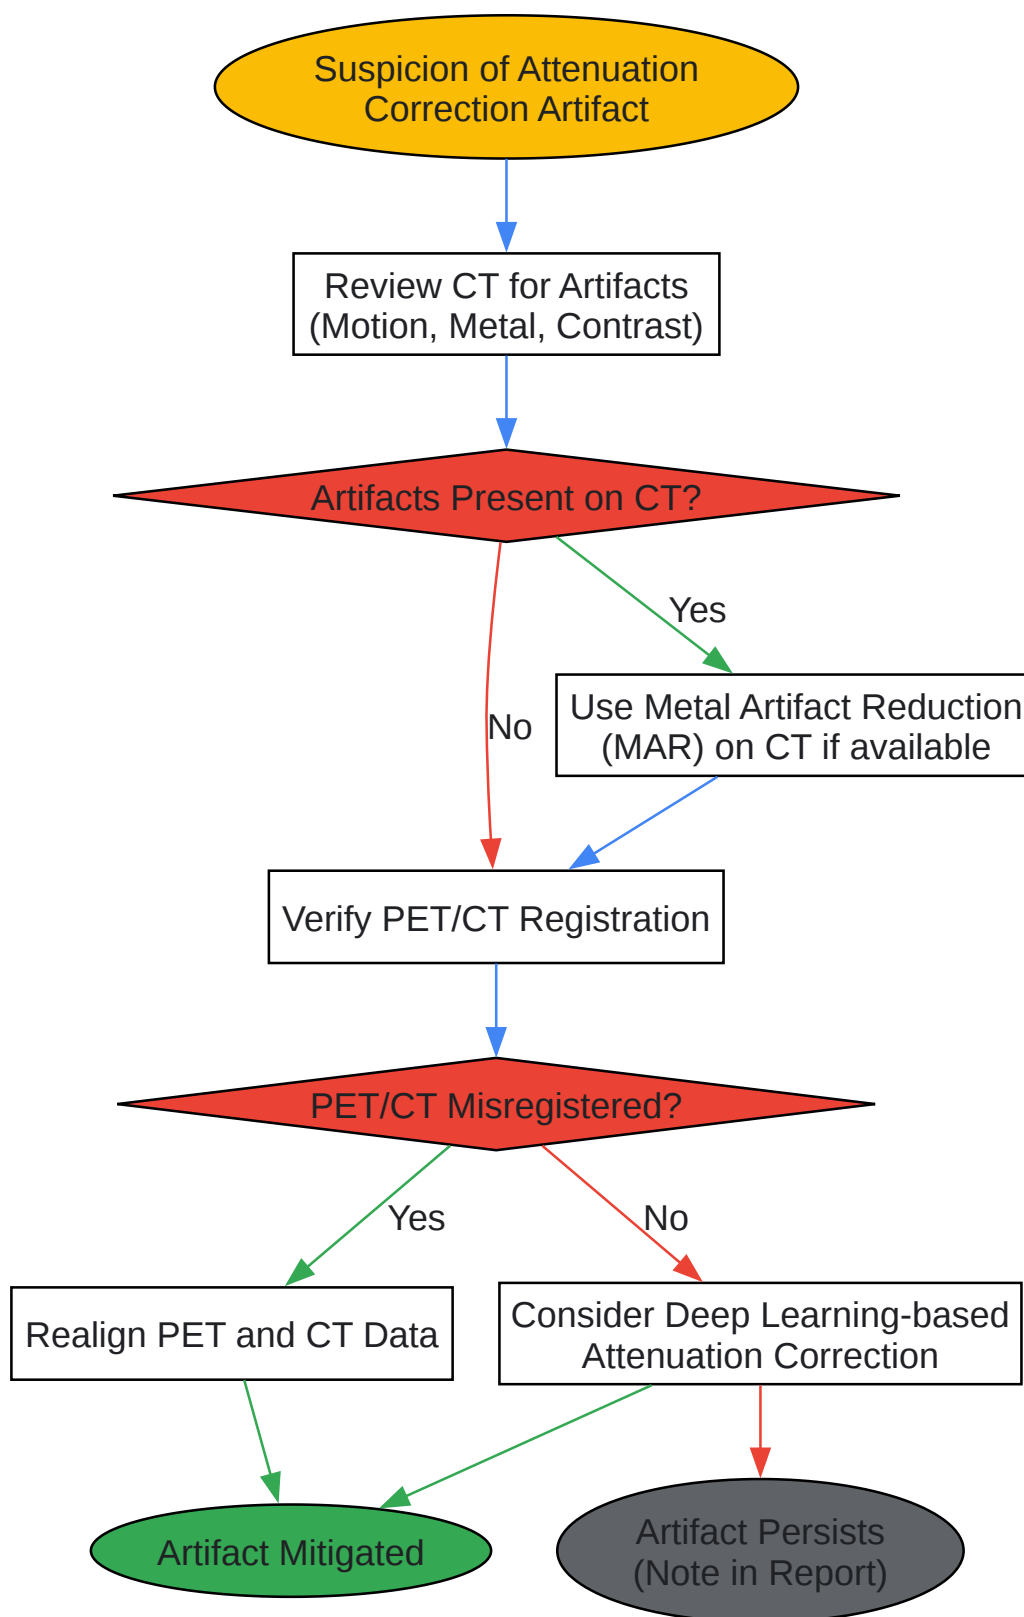 Suspicion of Attenuation
Correction Artifact
Review CT for Artifacts
(Motion, Metal, Contrast)
Artifacts Present on CT?
Yes
Use Metal Artifact Reduction
(MAR) on CT if available
No
Verify PET/CT Registration
PET/CT Misregistered?
Yes
No
Realign PET and CT Data
Consider Deep Learning-based
Attenuation Correction
Artifact Mitigated
Artifact Persists
(Note in Report)